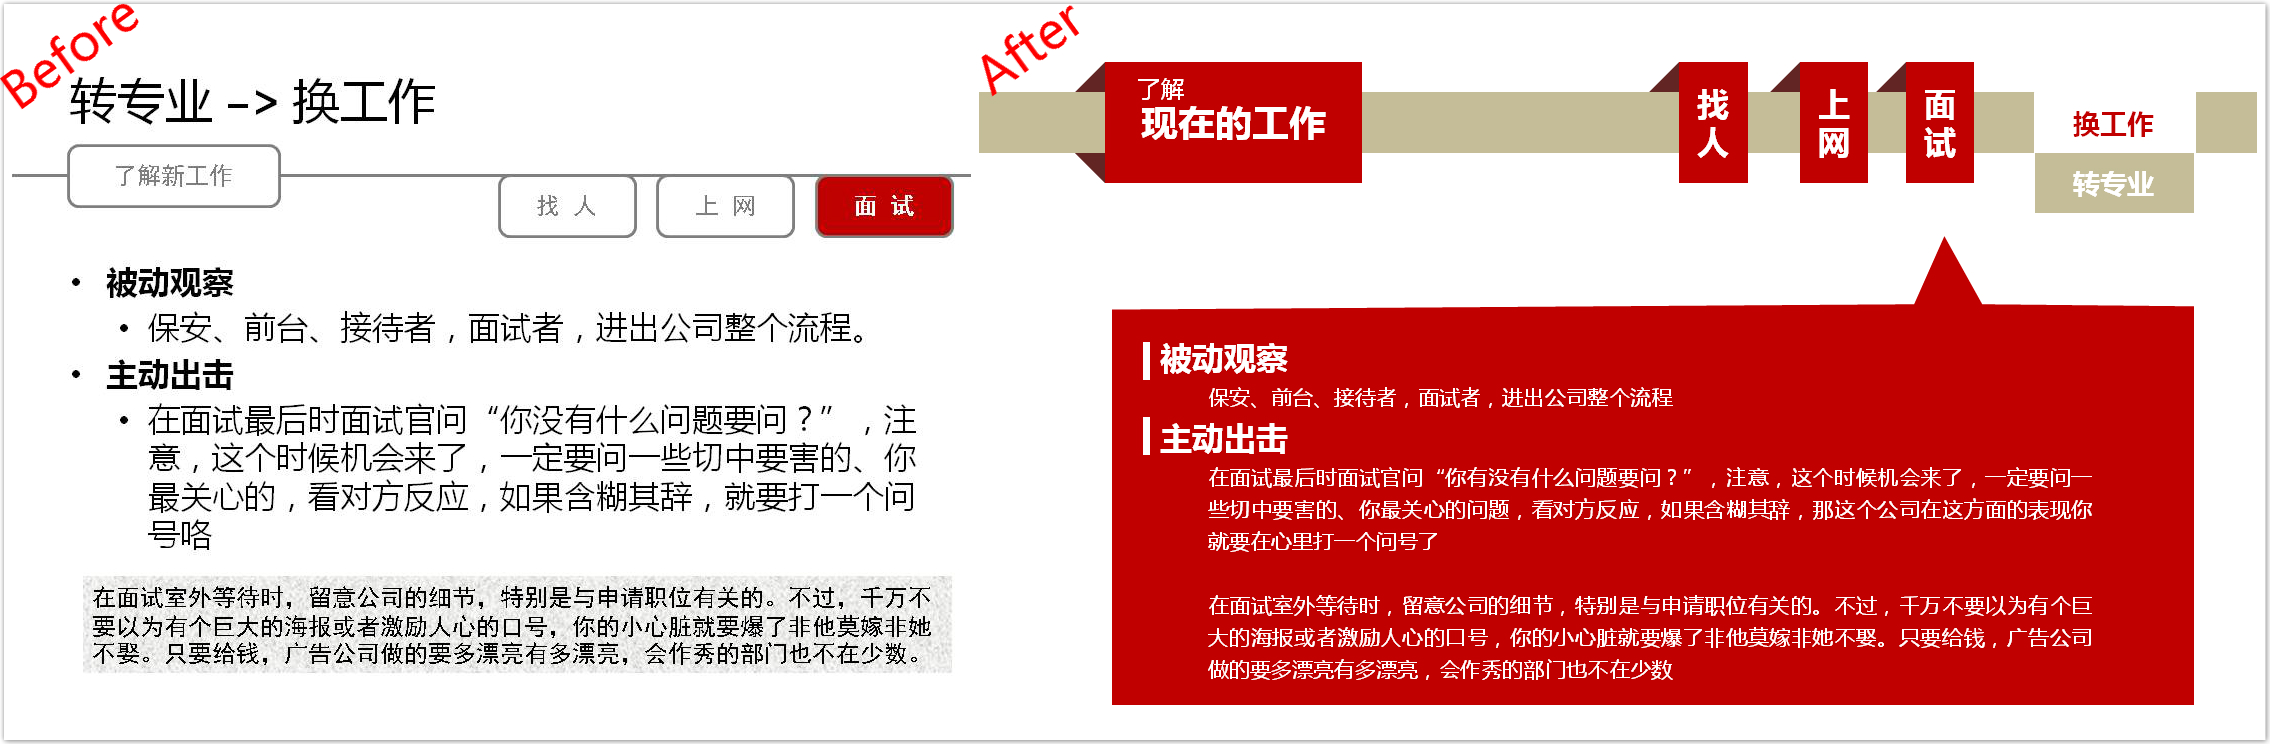 Before
转专业 –> 换工作
了解新工作
找 人
上 网
面 试
• 被动观察
• 保安、前台、接待者，面试者，进出公司整个流程。
• 主动出击
• 在面试最后时面试官问“你没有什么问题要问？”，注
意，这个时候机会来了，一定要问一些切中要害的、你
最关心的，看对方反应，如果含糊其辞，就要打一个问
号咯
在面试室外等待时，留意公司的细节，特别是与申请职位有关的。不过，千万不
要以为有个巨大的海报或者激励人心的口号，你的小心脏就要爆了非他莫嫁非她
不娶。只要给钱，广告公司做的要多漂亮有多漂亮，会作秀的部门也不在少数。
After
了解
现在的工作
找人
上网
面试
换工作
转专业
被动观察
保安、前台、接待者，面试者，进出公司整个流程
主动出击
在面试最后时面试官问“你有没有什么问题要问？”，注意，这个时候机会来了，一定要问一
些切中要害的、你最关心的问题，看对方反应，如果含糊其辞，那这个公司在这方面的表现你
就要在心里打一个问号了
在面试室外等待时，留意公司的细节，特别是与申请职位有关的。不过，千万不要以为有个巨
大的海报或者激励人心的口号，你的小心脏就要爆了非他莫嫁非她不娶。只要给钱，广告公司
做的要多漂亮有多漂亮，会作秀的部门也不在少数